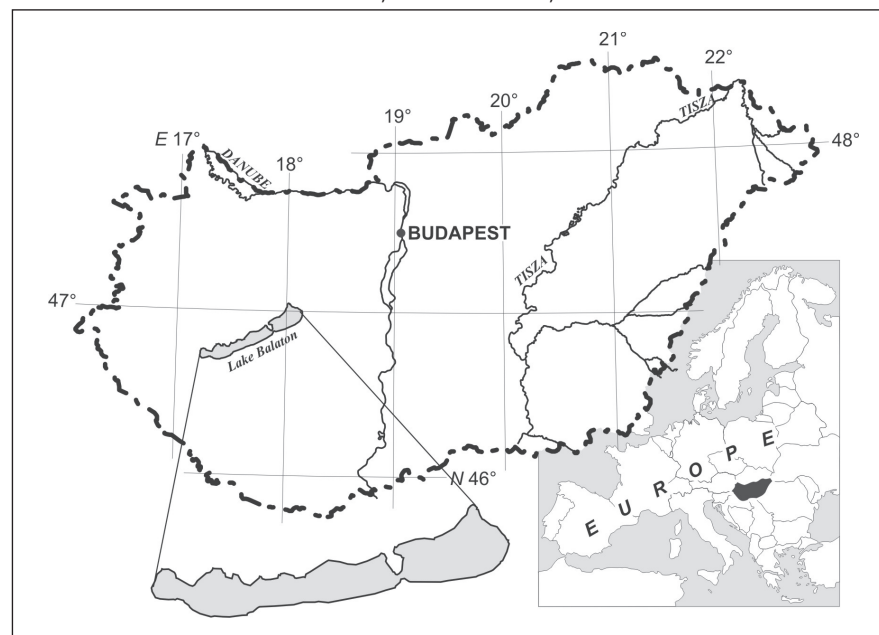 21°
22°
20°
TISZA
19°
E 17°
48°
DANUBE
18°
BUDAPEST
TISZA
47°
Lake Balaton
N 46°
EUROPE